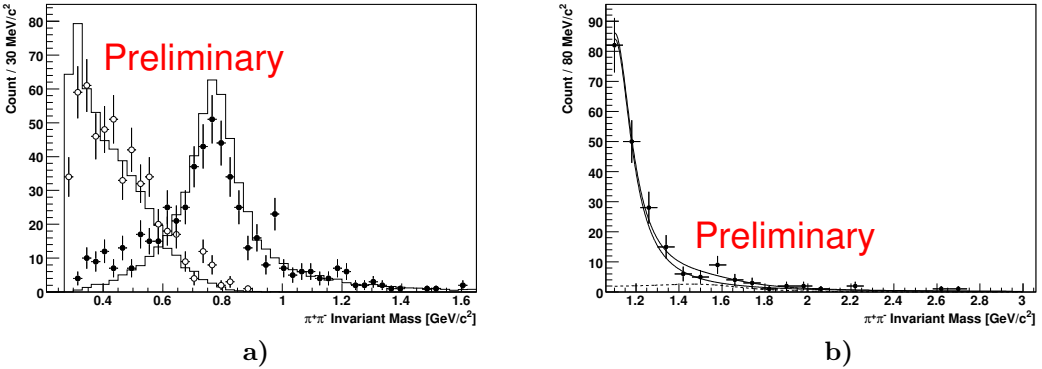 Count / 30 MeV/c²
80
70
60
50
40
30
20
10
0
Preliminary
0.4 0.6 0.8 1 1.2 1.4 1.6
π⁺π⁻ Invariant Mass [GeV/c²]
a)
Count / 80 MeV/c²
90
80
70
60
50
40
30
20
10
0
Preliminary
1.2 1.4 1.6 1.8 2 2.2 2.4 2.6 2.8 3
π⁺π⁻ Invariant Mass [GeV/c²]
b)